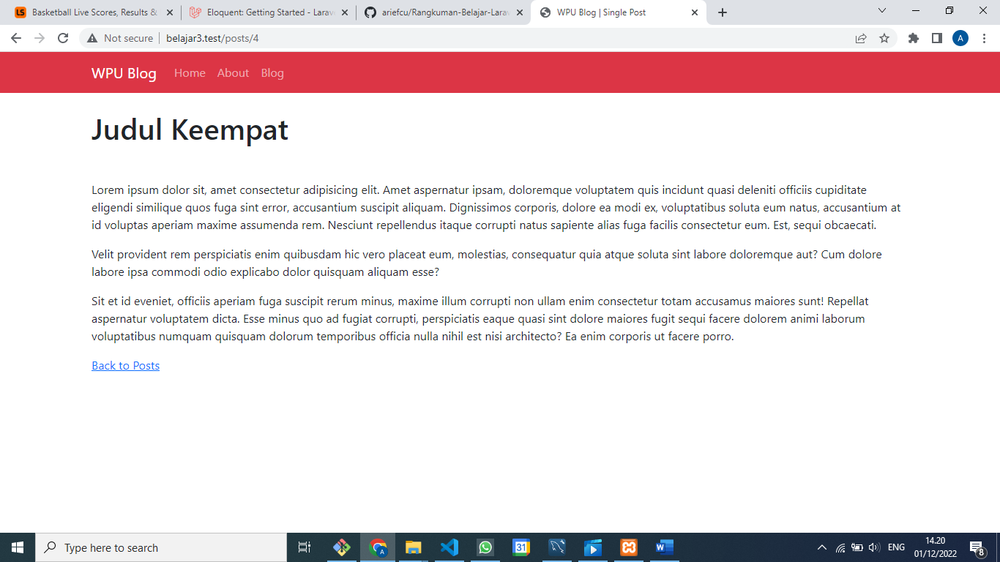 LS Basketball Live Scores, Results &
Eloquent: Getting Started - Larav
ariefcu/Rangkuman-Belajar-Larav
WPU Blog | Single Post
Not secure belajar3.test/posts/4
A
WPU Blog Home About Blog
Judul Keempat
Lorem ipsum dolor sit, amet consectetur adipisicing elit. Amet aspernatur ipsam, doloremque voluptatem quis incidunt quasi deleniti officiis cupiditate
eligendi similique quos fuga sint error, accusantium suscipit aliquam. Dignissimos corporis, dolore ea modi ex, voluptatibus soluta eum natus, accusantium at
id voluptas aperiam maxime assumenda rem. Nesciunt repellendus itaque corrupti natus sapiente alias fuga facilis consectetur eum. Est, sequi obcaecati.
Velit provident rem perspiciatis enim quibusdam hic vero placeat eum, molestias, consequatur quia atque soluta sint labore doloremque aut? Cum dolore
labore ipsa commodi odio explicabo dolor quisquam aliquam esse?
Sit et id eveniet, officiis aperiam fuga suscipit rerum minus, maxime illum corrupti non ullam enim consectetur totam accusamus maiores sunt! Repellat
aspernatur voluptatem dicta. Esse minus quo ad fugiat corrupti, perspiciatis eaque quasi sint dolore maiores fugit sequi facere dolorem animi laborum
voluptatibus numquam quisquam dolorum temporibus officia nulla nihil est nisi architecto? Ea enim corporis ut facere porro.
Back to Posts
Type here to search
A
31
W
ENG
14.20
01/12/2022
8